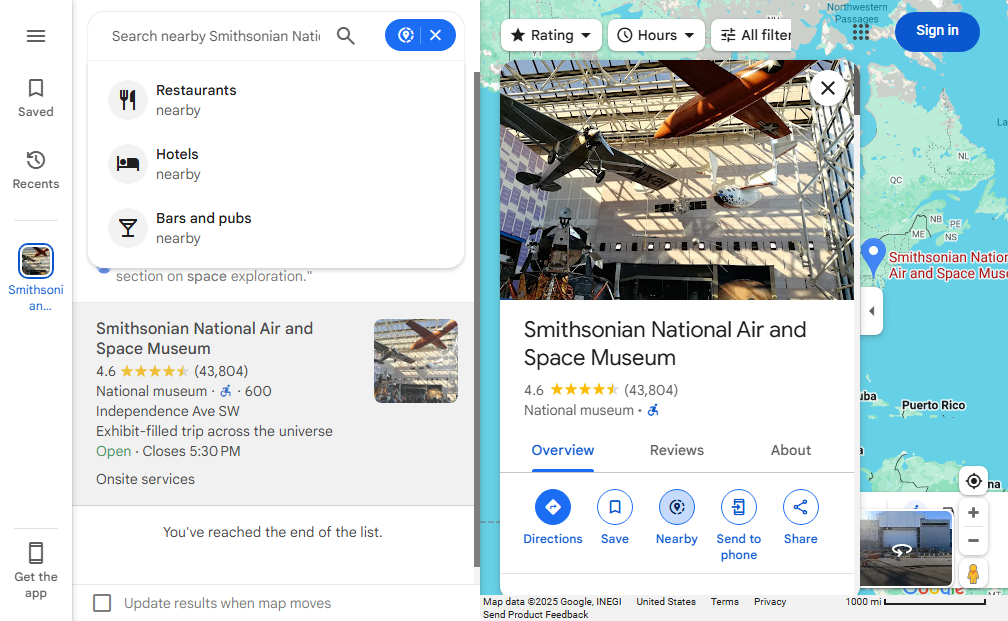 Search nearby Smithsonian Natio
Rating
Hours
All filter
Northwestern
Passages
Sign in
Saved
Recents
Smithsoni
an...
Get the
app
Restaurants
nearby
Hotels
nearby
Bars and pubs
nearby
section on space exploration."
Smithsonian National Air and
Space Museum
4.6 (43,804)
National museum · · 600
Independence Ave SW
Exhibit-filled trip across the universe
Open · Closes 5:30 PM
Onsite services
You've reached the end of the list.
Update results when map moves
Smithsonian National Air and
Space Museum
4.6 (43,804)
National museum ·
Overview
Reviews
About
Directions
Save
Nearby
Send to
phone
Share
NL
QC
NB
PE
ME
NS
Smithsonian Nation
Air and Space Muse
Puerto Rico
Map data ©2025 Google, INEGI
United States
Terms
Privacy
1000 mi
Send Product Feedback